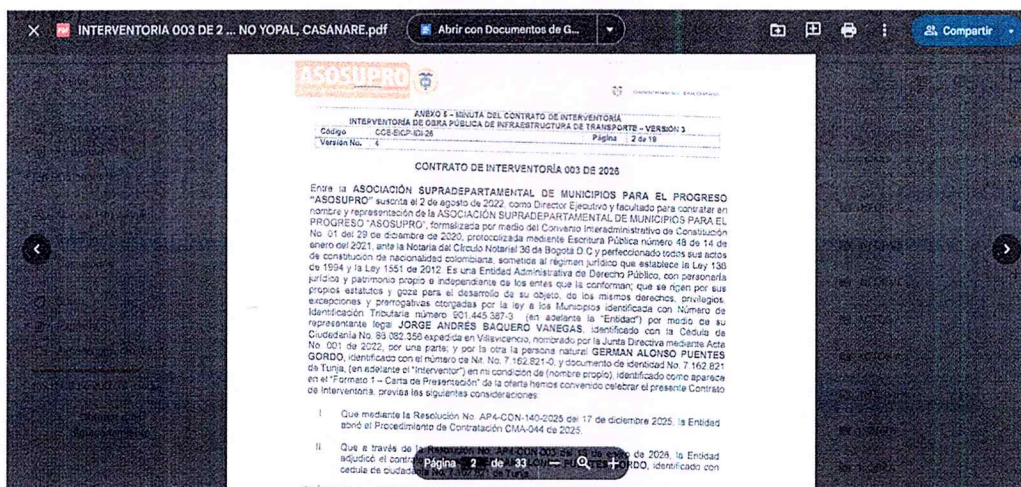 INTERVENTORIA 003 DE 2 ... NO YOPAL, CASANARE.pdf
Abrir con Documentos de G...
Compartir
ASOSUPRO
ANEXO 5 – MINUTA DEL CONTRATO DE INTERVENTORÍA
INTERVENTORÍA DE OBRA PÚBLICA DE INFRAESTRUCTURA DE TRANSPORTE – VERSIÓN 3
Código CCE-EICP-IDI-26 Página 2 de 19
Versión No. 4
CONTRATO DE INTERVENTORÍA 003 DE 2026
Entre la ASOCIACIÓN SUPRADEPARTAMENTAL DE MUNICIPIOS PARA EL PROGRESO
"ASOSUPRO" suscrita el 2 de agosto de 2022, como Director Ejecutivo y facultado para contratar en
nombre y representación de la ASOCIACIÓN SUPRADEPARTAMENTAL DE MUNICIPIOS PARA EL
PROGRESO "ASOSUPRO", formalizada por medio del Convenio Interadministrativo de Constitución
No. 01 del 29 de diciembre de 2020, protocolizada mediante Escritura Pública número 48 de 14 de
enero del 2021, ante la Notaría del Círculo Notarial 36 de Bogotá D.C y perfeccionado todos sus actos
de constitución de nacionalidad colombiana, sometida al régimen jurídico que establece la Ley 136
de 1994 y la Ley 1551 de 2012. Es una Entidad Administrativa de Derecho Público, con personería
jurídica y patrimonio propio e independiente de los entes que la conforman; que se rigen por sus
propios estatutos y goza para el desarrollo de su objeto, de los mismos derechos, privilegios,
excepciones y prerrogativas otorgadas por la ley a los Municipios identificada con Número de
Identificación Tributaria número 901.445.387-3 (en adelante la "Entidad") por medio de su
representante legal JORGE ANDRÉS BAQUERO VANEGAS, identificado con la Cédula de
Ciudadanía No. 86.082.356 expedida en Villavicencio, nombrado por la Junta Directiva mediante Acta
No. 001 de 2022, por una parte; y por la otra la persona natural GERMAN ALONSO PUENTES
GORDO, identificado con el número de Nit. No. 7.162.821-0, y documento de identidad No. 7.162.821
de Tunja, (en adelante el "Interventor") en mi condición de (nombre propio), identificado como aparece
en el "Formato 1 – Carta de Presentación" de la oferta hemos convenido celebrar el presente Contrato
de Interventoría, previas las siguientes consideraciones:
I. Que mediante la Resolución No. AP4-CON-140-2025 del 17 de diciembre 2025, la Entidad
abrió el Procedimiento de Contratación CMA-044 de 2025.
II. Que a través de la Resolución No. AP4-CON-003 del de enero de 2026, la Entidad
adjudicó el contrato PUENTES GORDO, identificado con
cedula de ciudadanía No. de Tunja
Página 2 de 33